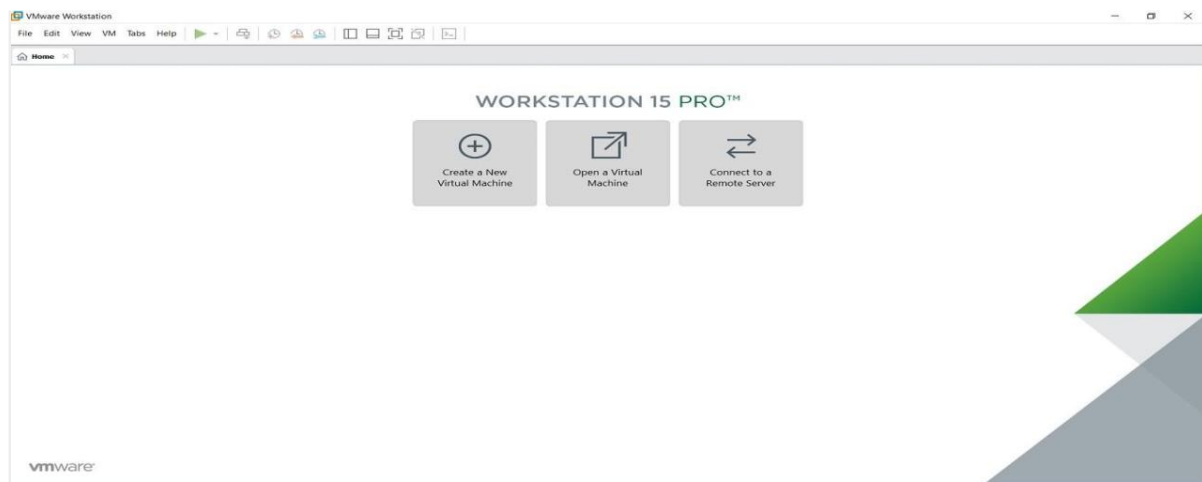 VMware Workstation
File Edit View VM Tabs Help
Home
WORKSTATION 15 PRO™
Create a New
Virtual Machine
Open a Virtual
Machine
Connect to a
Remote Server
vmware